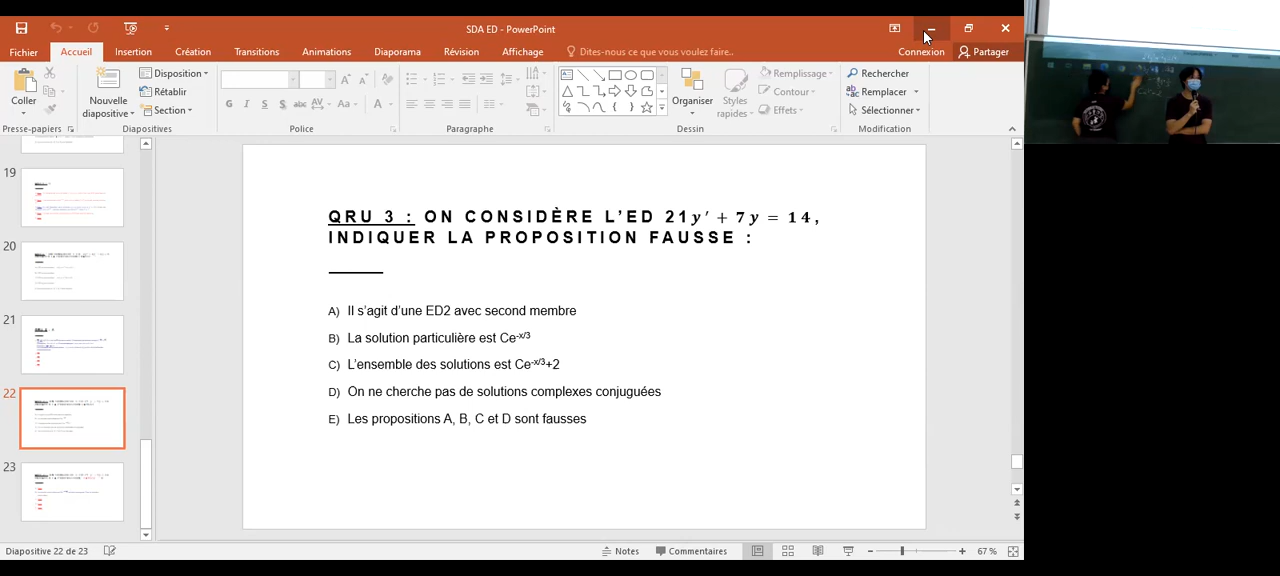 SDA ED - PowerPoint
Fichier Accueil Insertion Création Transitions Animations Diaporama Révision Affichage Dites-nous ce que vous voulez faire.. Connexion Partager
Coller
Nouvelle diapositive
Disposition
Rétablir
Section
G I S S abc AV Aa A
Organiser
Styles rapides
Remplissage
Contour
Effets
Rechercher
Remplacer
Sélectionner
Presse-papiers Diapositives Police Paragraphe Dessin Modification
19
20
21
22
23
QRU 3 : ON CONSIDÈRE L'ED 21y′ + 7y = 14,
INDIQUER LA PROPOSITION FAUSSE :
A) Il s'agit d'une ED2 avec second membre
B) La solution particulière est Ce-x/3
C) L'ensemble des solutions est Ce-x/3+2
D) On ne cherche pas de solutions complexes conjuguées
E) Les propositions A, B, C et D sont fausses
Diapositive 22 de 23 Notes Commentaires 67 %